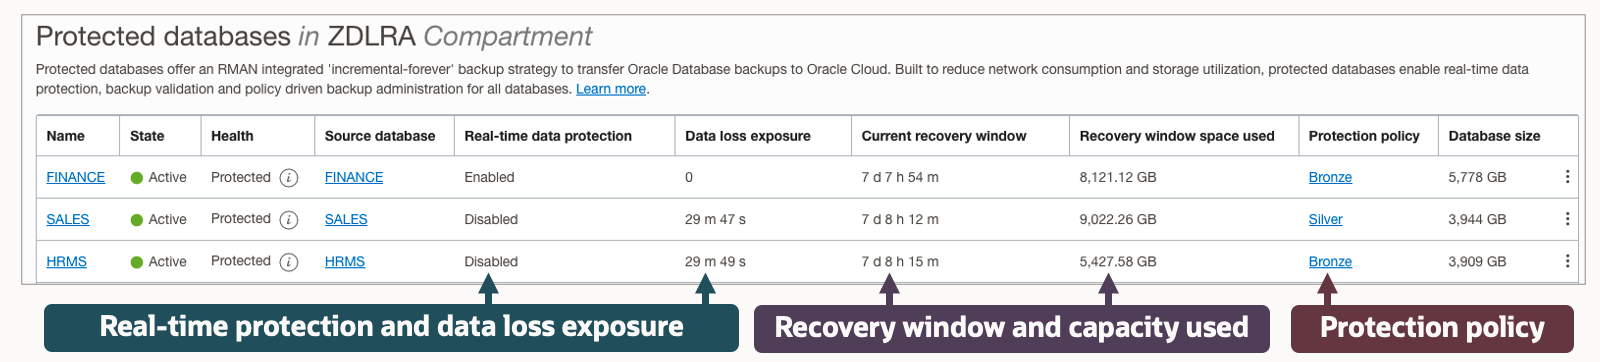 Protected databases in ZDLRA Compartment
Protected databases offer an RMAN integrated 'incremental-forever' backup strategy to transfer Oracle Database backups to Oracle Cloud. Built to reduce network consumption and storage utilization, protected databases enable real-time data
protection, backup validation and policy driven backup administration for all databases. Learn more.
Name State Health Source database Real-time data protection Data loss exposure Current recovery window Recovery window space used Protection policy Database size
FINANCE Active Protected i FINANCE Enabled 0 7 d 7 h 54 m 8,121.12 GB Bronze 5,778 GB
SALES Active Protected i SALES Disabled 29 m 47 s 7 d 8 h 12 m 9,022.26 GB Silver 3,944 GB
HRMS Active Protected i HRMS Disabled 29 m 49 s 7 d 8 h 15 m 5,427.58 GB Bronze 3,909 GB
Real-time protection and data loss exposure Recovery window and capacity used Protection policy